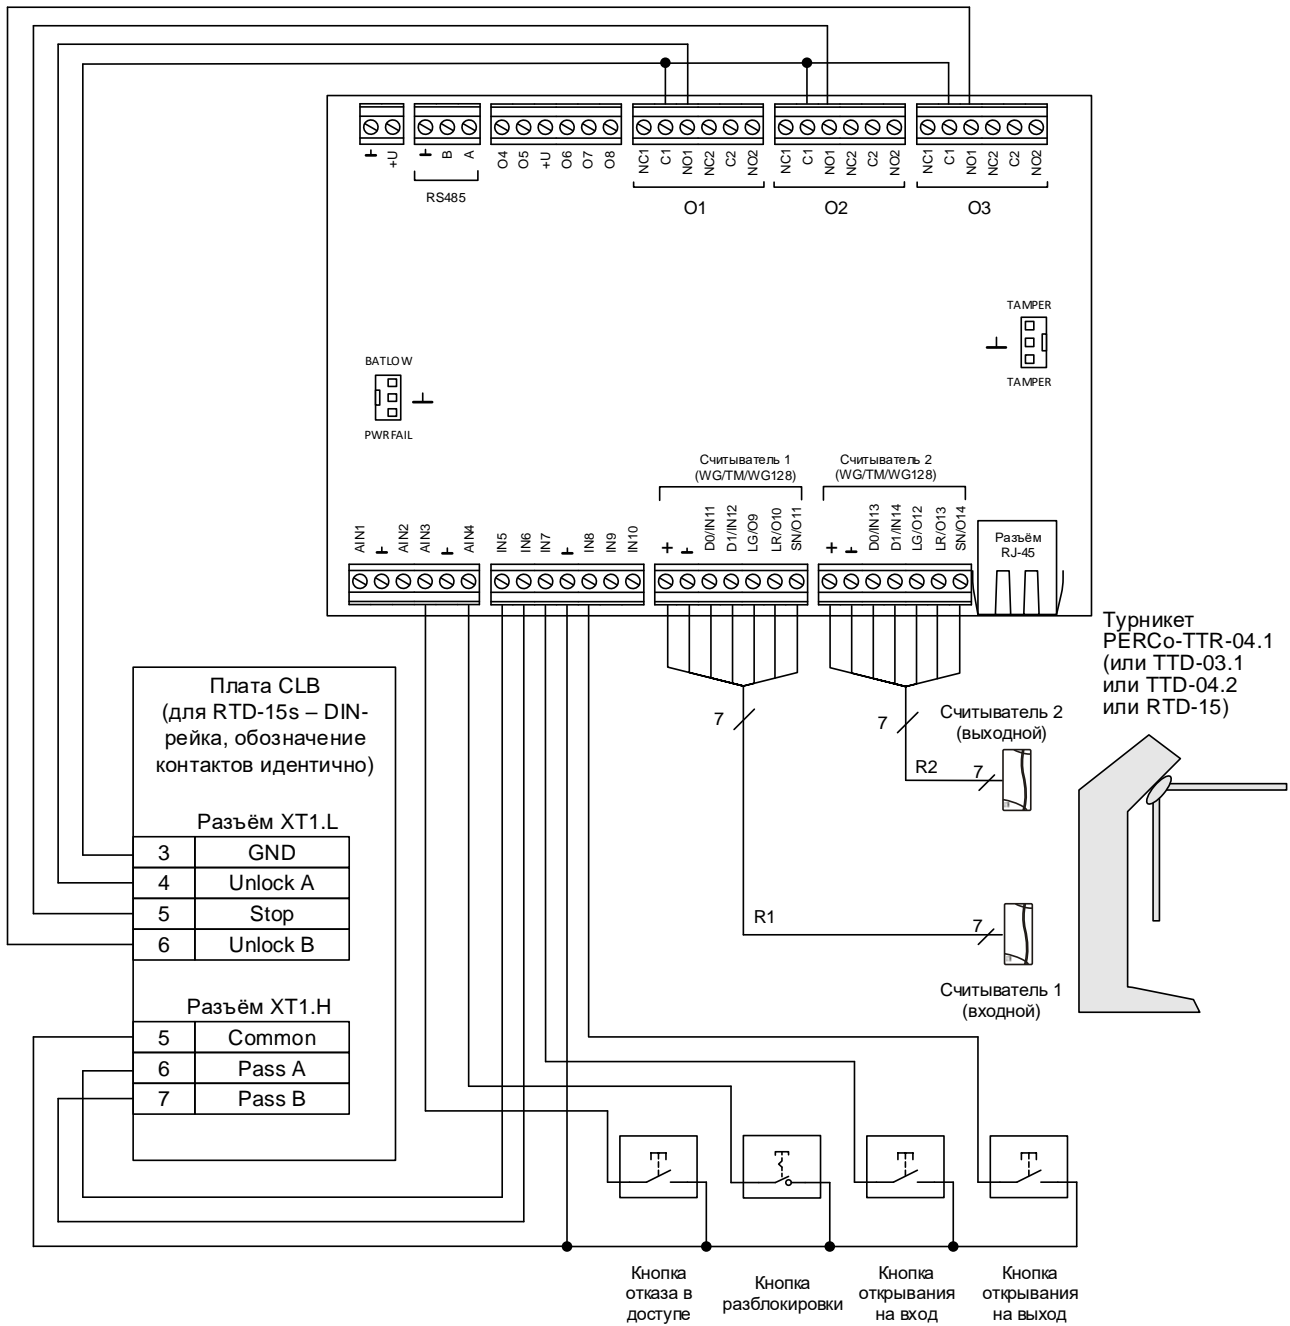 +U
B
A
RS485
O4
O5
+U
O6
O7
O8
NC1
C1
NO1
NC2
C2
NO2
O1
NC1
C1
NO1
NC2
C2
NO2
O2
NC1
C1
NO1
NC2
C2
NO2
O3
TAMPER
TAMPER
BATLOW
PWRFAIL
Считыватель 1
(WG/TM/WG128)
Считыватель 2
(WG/TM/WG128)
AIN1
AIN2
AIN3
AIN4
IN5
IN6
IN7
IN8
IN9
IN10
+
D0/IN11
D1/IN12
LG/O9
LR/O10
SN/O11
+
D0/IN13
D1/IN14
LG/O12
LR/O13
SN/O14
Разъём
RJ-45
Турникет
PERCo-TTR-04.1
(или TTD-03.1
или TTD-04.2
или RTD-15)
Плата CLB
(для RTD-15s – DIN-
рейка, обозначение
контактов идентично)
Разъём XT1.L
3 GND
4 Unlock A
5 Stop
6 Unlock B
Разъём XT1.H
5 Common
6 Pass A
7 Pass B
7
7
Считыватель 2
(выходной)
R2
7
R1
7
Считыватель 1
(входной)
Кнопка
отказа в
доступе
Кнопка
разблокировки
Кнопка
открывания
на вход
Кнопка
открывания
на выход